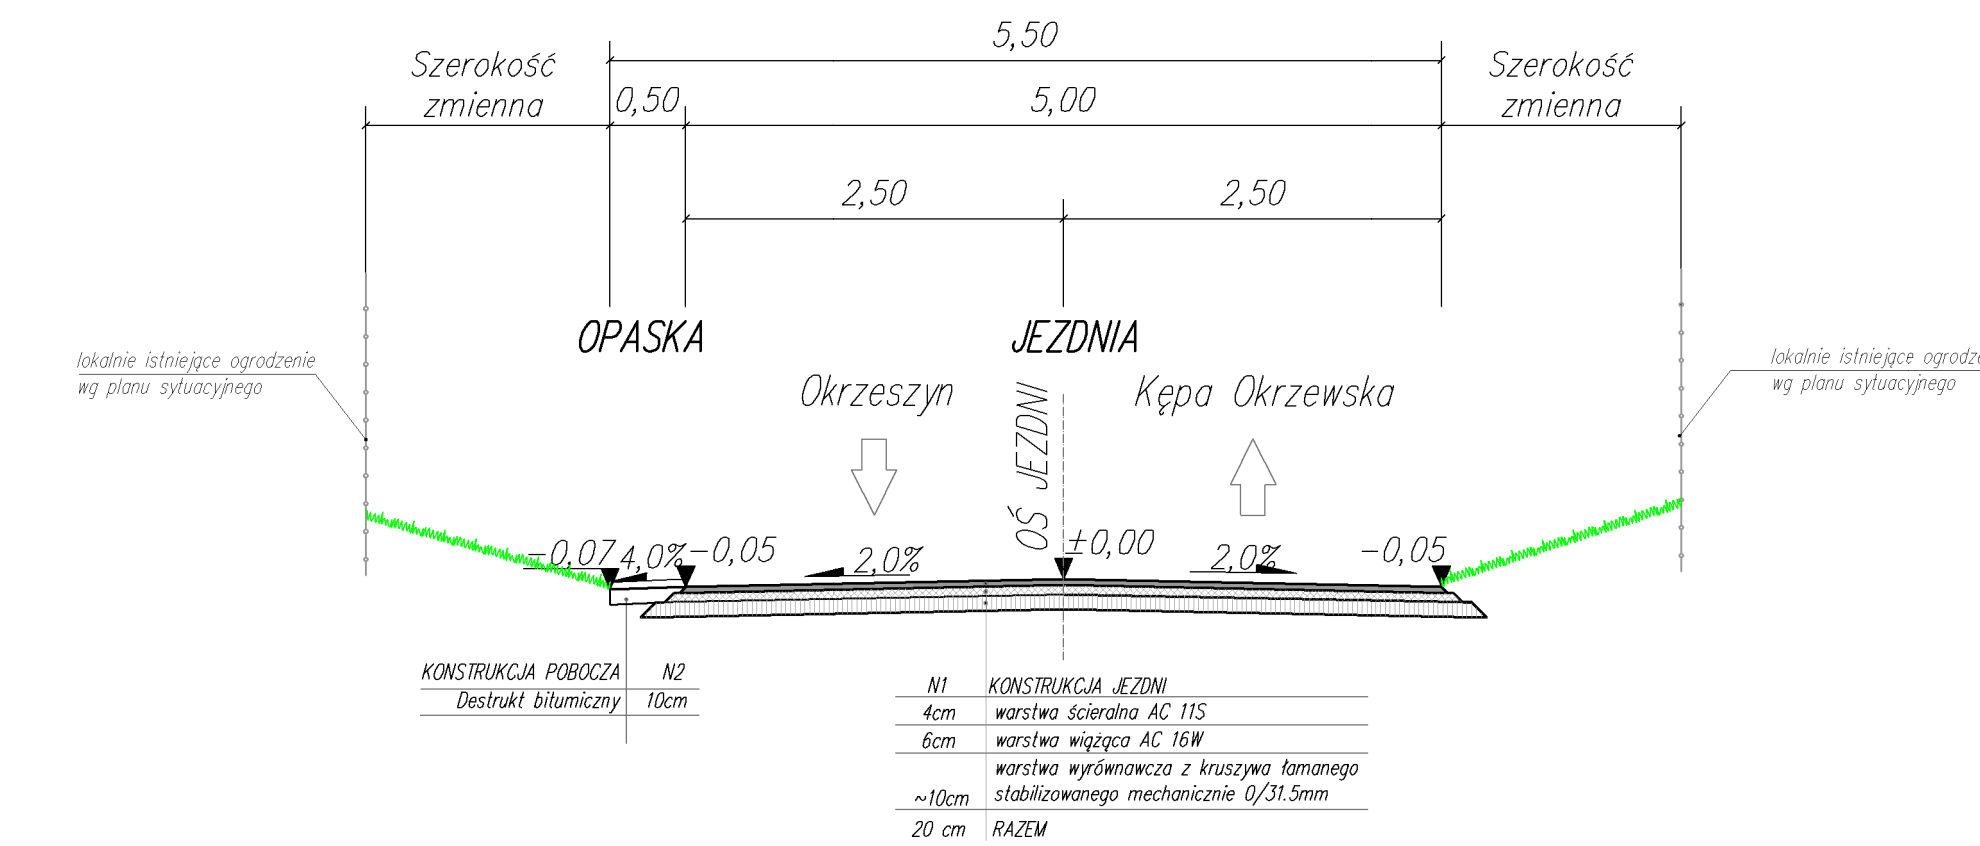 5,50
Szerokość
zmienna
0,50
5,00
Szerokość
zmienna
2,50
2,50
OPASKA
JEZDNIA
lokalnie istniejące ogrodzenie
wg planu sytuacyjnego
lokalnie istniejące ogrodze
wg planu sytuacyjnego
Okrzeszyn
OŚ JEZDNI
Kępa Okrzewska
-0,07
4,0%
-0,05
2,0%
±0,00
2,0%
-0,05
KONSTRUKCJA POBOCZA N2
Destrukt bitumiczny 10cm
N1 KONSTRUKCJA JEZDNI
4cm warstwa ścieralna AC 11S
6cm warstwa wiążąca AC 16W
warstwa wyrównawcza z kruszywa łamanego
~10cm stabilizowanego mechanicznie 0/31.5mm
20 cm RAZEM